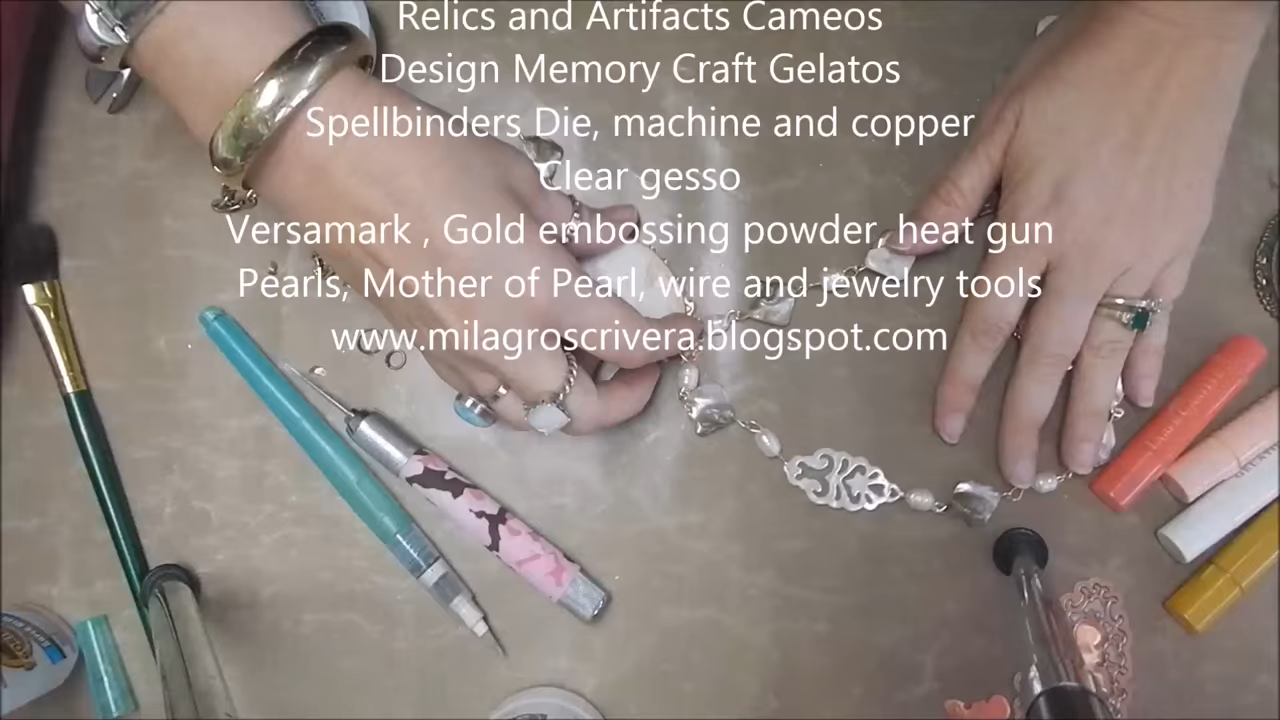 Relics and Artifacts Cameos
Design Memory Craft Gelatos
Spellbinders Die, machine and copper
Clear gesso
Versamark , Gold embossing powder, heat gun
Pearls, Mother of Pearl, wire and jewelry tools
www.milagroscrivera.blogspot.com